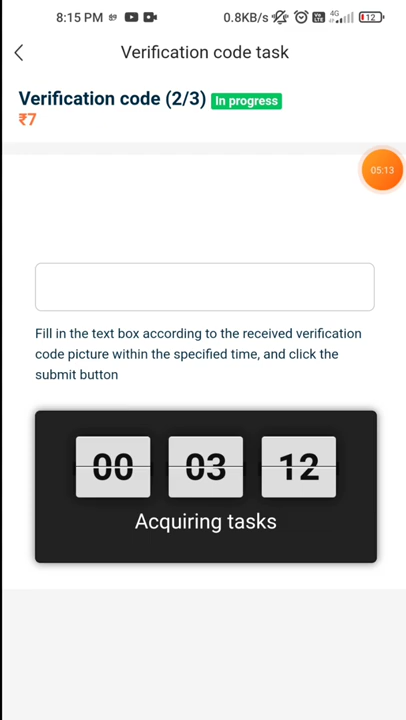 8:15 PM
0.8KB/s 4G 12
Verification code task
Verification code (2/3) In progress
₹7
05:13
Fill in the text box according to the received verification
code picture within the specified time, and click the
submit button
00 03 12
Acquiring tasks